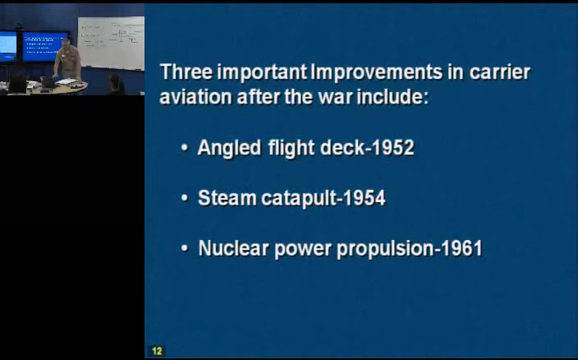 Three important Improvements in carrier
aviation after the war include:
• Angled flight deck-1952
• Steam catapult-1954
• Nuclear power propulsion-1961
12